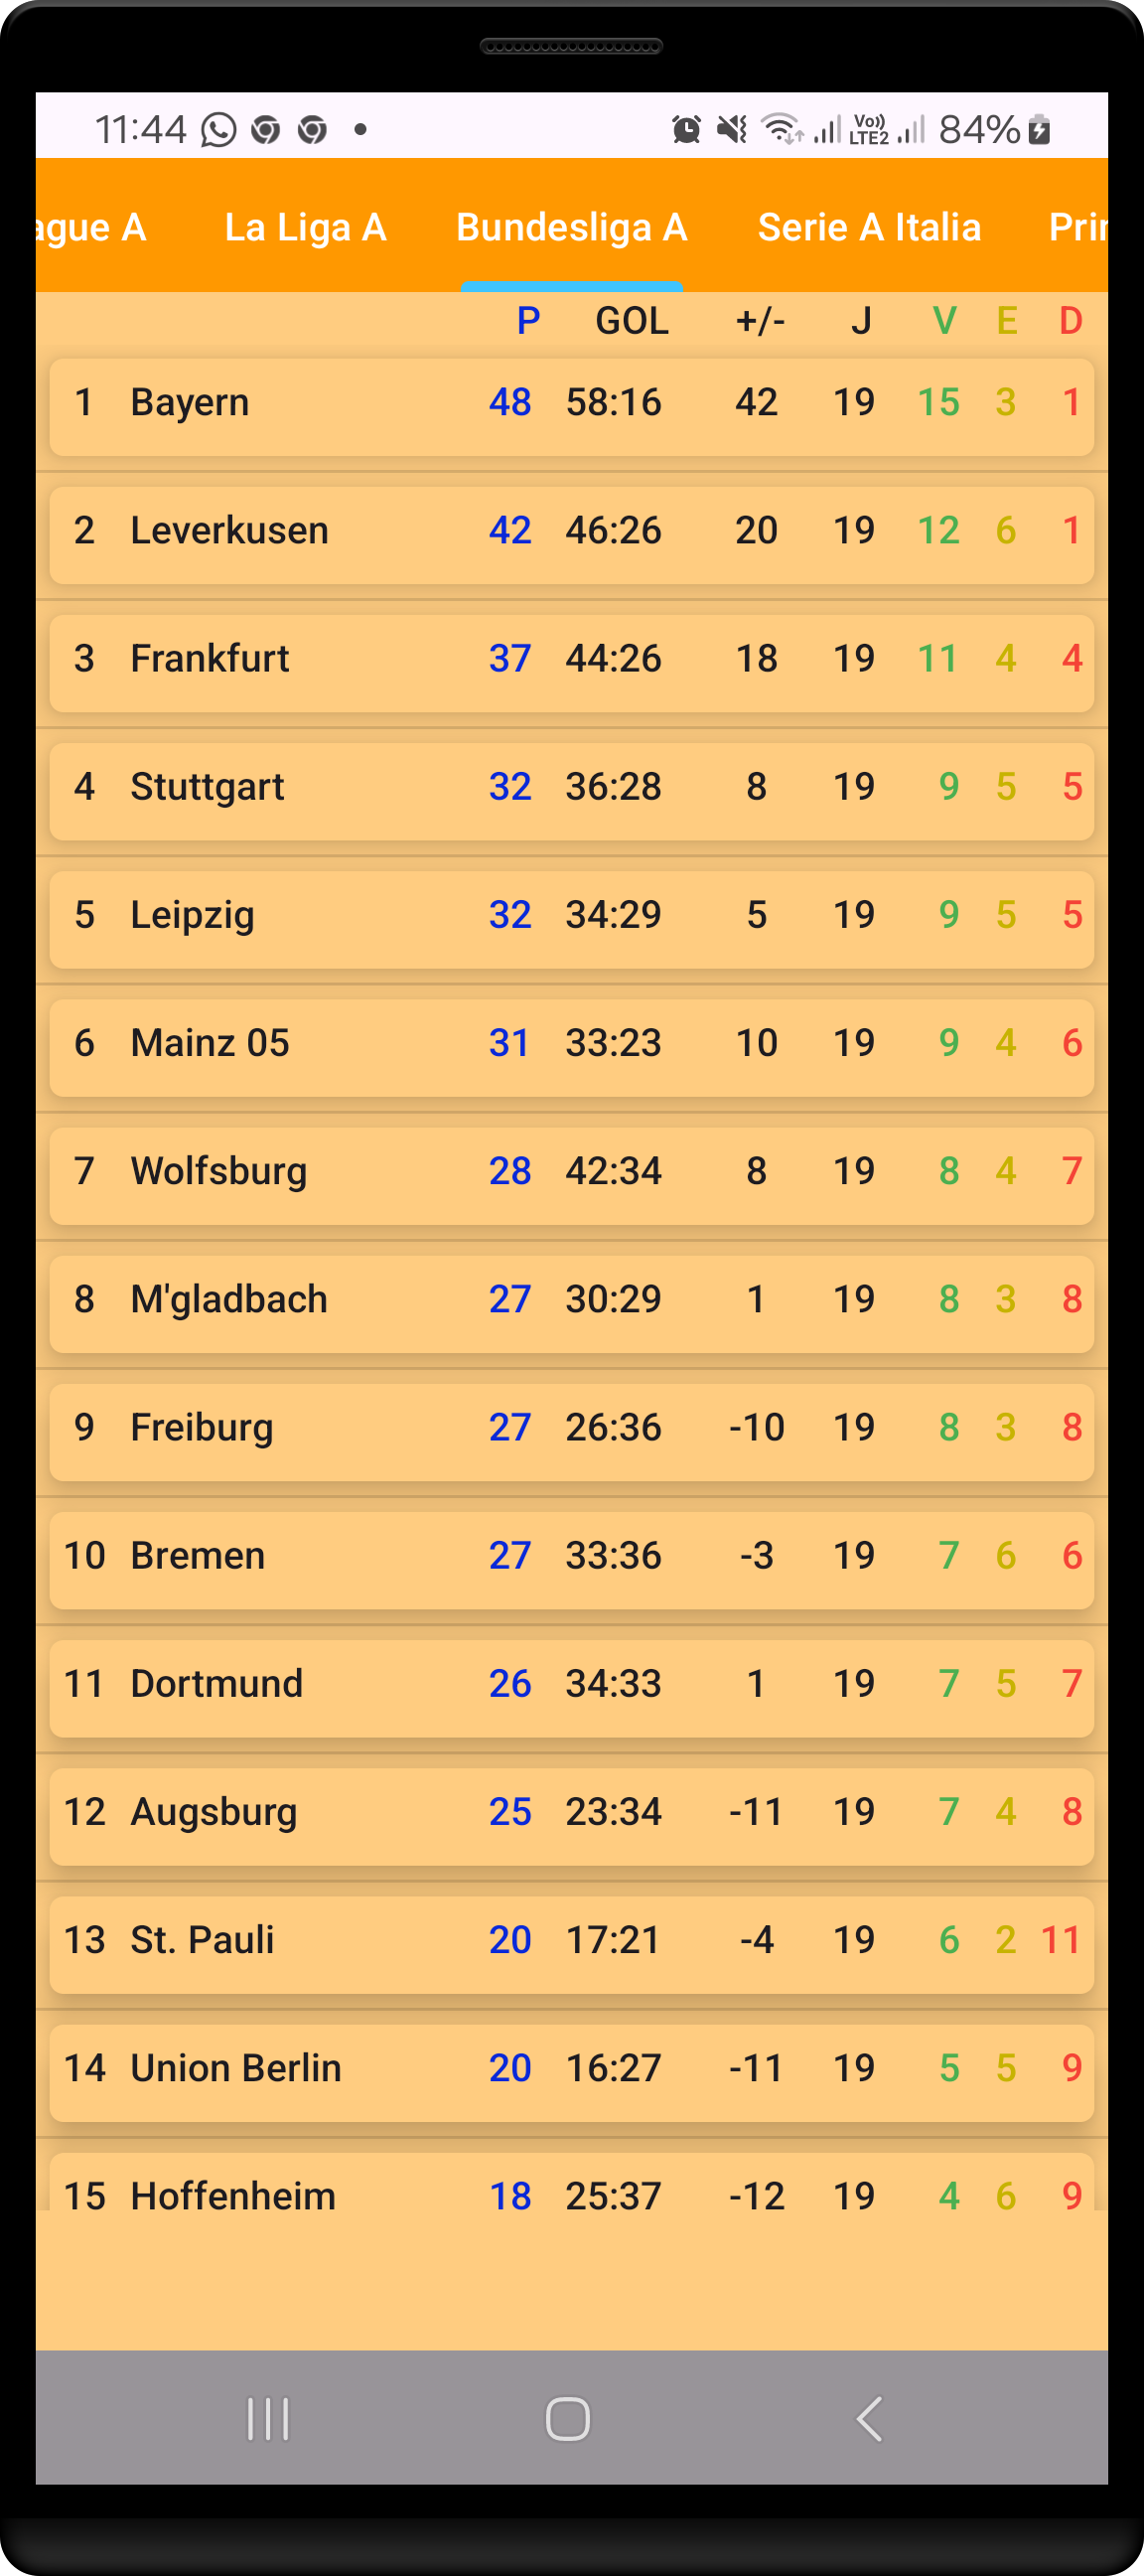 11:44 Vo)) LTE2 84%
ague A La Liga A Bundesliga A Serie A Italia Prir
P GOL +/- J V E D
1 Bayern 48 58:16 42 19 15 3 1
2 Leverkusen 42 46:26 20 19 12 6 1
3 Frankfurt 37 44:26 18 19 11 4 4
4 Stuttgart 32 36:28 8 19 9 5 5
5 Leipzig 32 34:29 5 19 9 5 5
6 Mainz 05 31 33:23 10 19 9 4 6
7 Wolfsburg 28 42:34 8 19 8 4 7
8 M'gladbach 27 30:29 1 19 8 3 8
9 Freiburg 27 26:36 -10 19 8 3 8
10 Bremen 27 33:36 -3 19 7 6 6
11 Dortmund 26 34:33 1 19 7 5 7
12 Augsburg 25 23:34 -11 19 7 4 8
13 St. Pauli 20 17:21 -4 19 6 2 11
14 Union Berlin 20 16:27 -11 19 5 5 9
15 Hoffenheim 18 25:37 -12 19 4 6 9